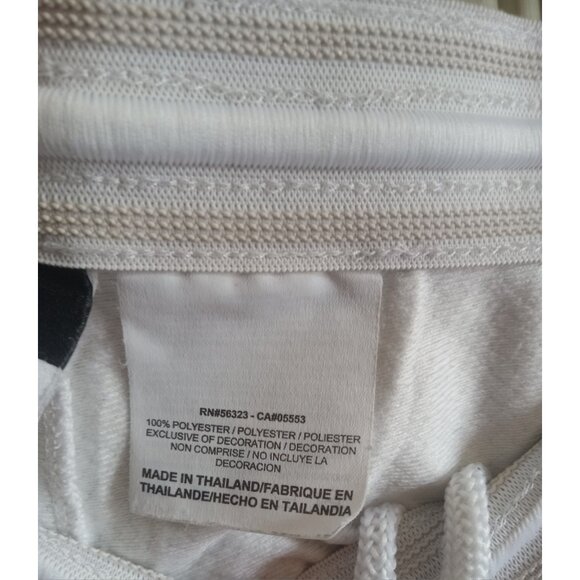 RN#56323 - CA#05553
100% POLYESTER / POLYESTER / POLIESTER
EXCLUSIVE OF DECORATION / DECORATION
NON COMPRISE / NO INCLUYE LA
DECORACION
MADE IN THAILAND/FABRIQUE EN
THAILANDE/HECHO EN TAILANDIA